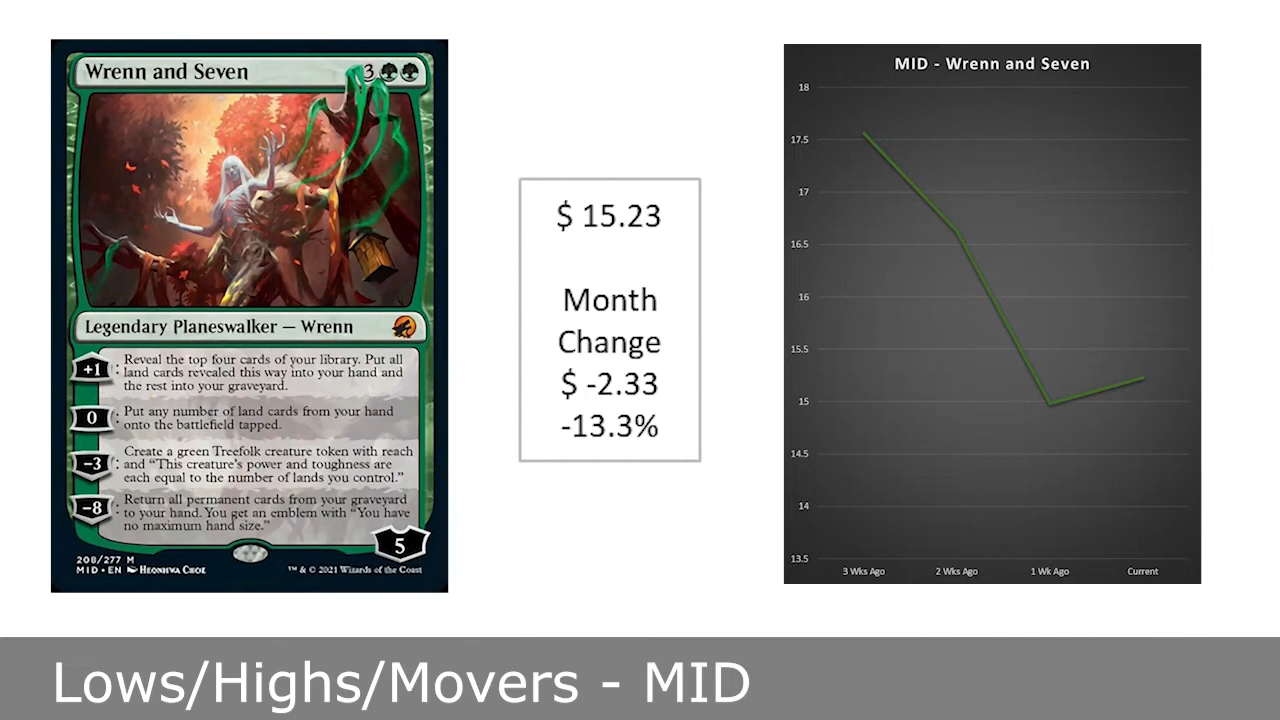 Wrenn and Seven
3
Legendary Planeswalker — Wrenn
+1 : Reveal the top four cards of your library. Put all
land cards revealed this way into your hand and
the rest into your graveyard.
0 : Put any number of land cards from your hand
onto the battlefield tapped.
−3 : Create a green Treefolk creature token with reach
and “This creature's power and toughness are
each equal to the number of lands you control.”
−8 : Return all permanent cards from your graveyard
to your hand. You get an emblem with “You have
no maximum hand size.”
5
208/277 M
MID • EN Heonhwa Choe
™ & © 2021 Wizards of the Coast
$ 15.23
Month
Change
$ -2.33
-13.3%
MID - Wrenn and Seven
18
17.5
17
16.5
16
15.5
15
14.5
14
13.5
3 Wks Ago 2 Wks Ago 1 Wk Ago Current
Lows/Highs/Movers - MID